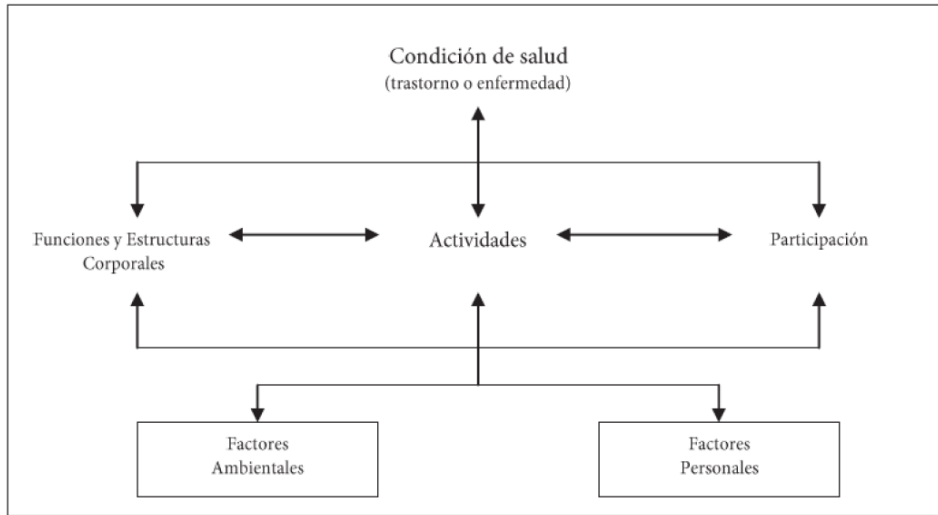 Condición de salud
(trastorno o enfermedad)
Funciones y Estructuras
Corporales
Actividades
Participación
Factores
Ambientales
Factores
Personales